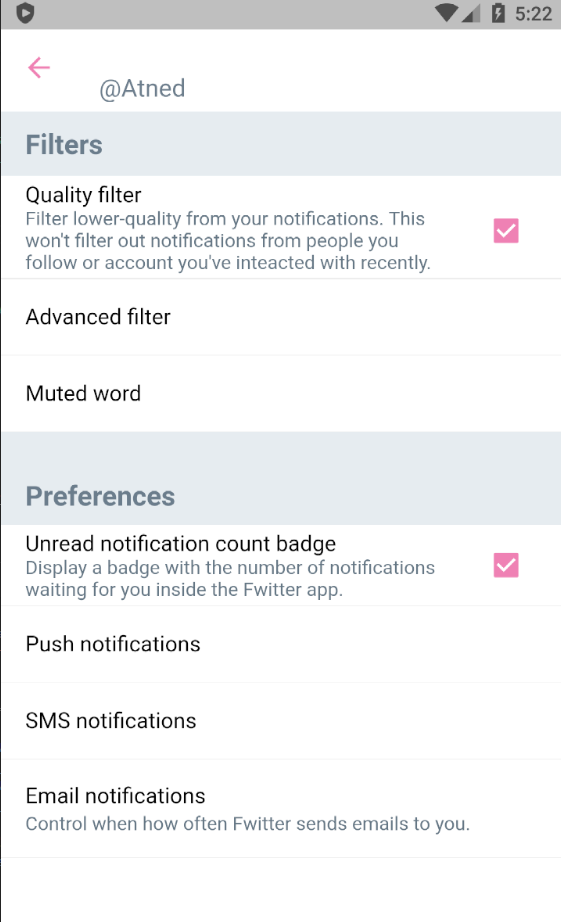 5:22
@Atned
Filters
Quality filter
Filter lower-quality from your notifications. This
won't filter out notifications from people you
follow or account you've inteacted with recently.
Advanced filter
Muted word
Preferences
Unread notification count badge
Display a badge with the number of notifications
waiting for you inside the Fwitter app.
Push notifications
SMS notifications
Email notifications
Control when how often Fwitter sends emails to you.